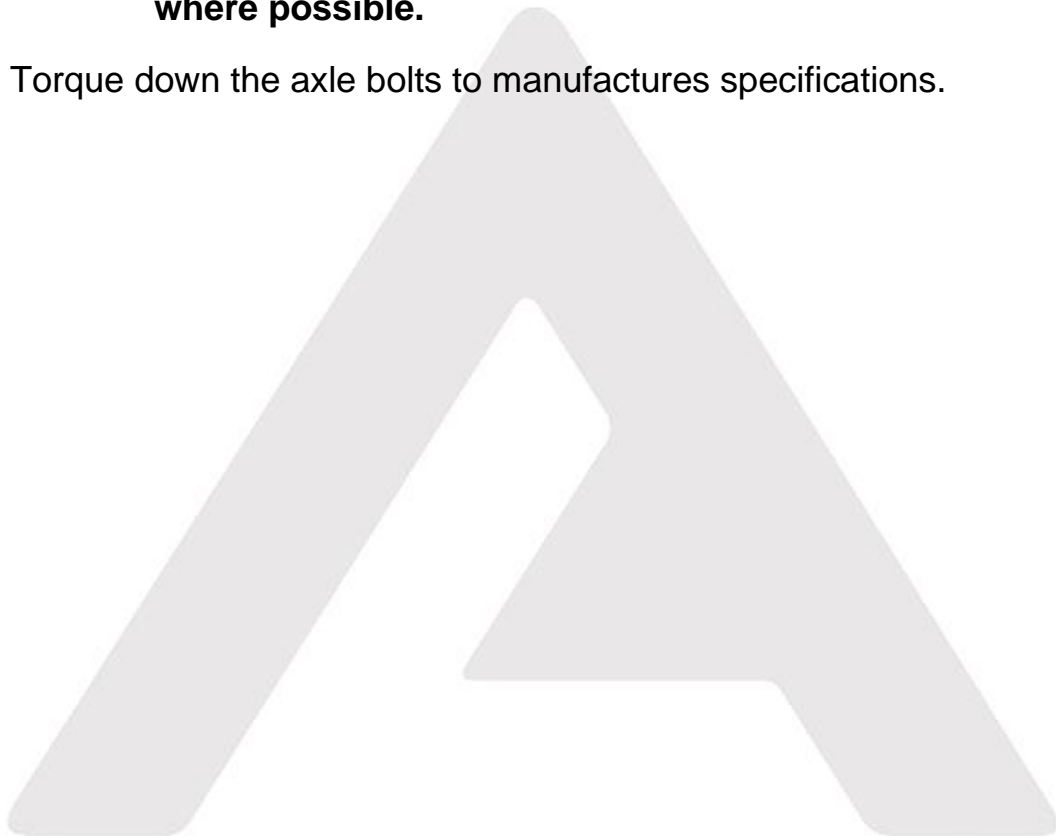 where possible.
Torque down the axle bolts to manufactures specifications.